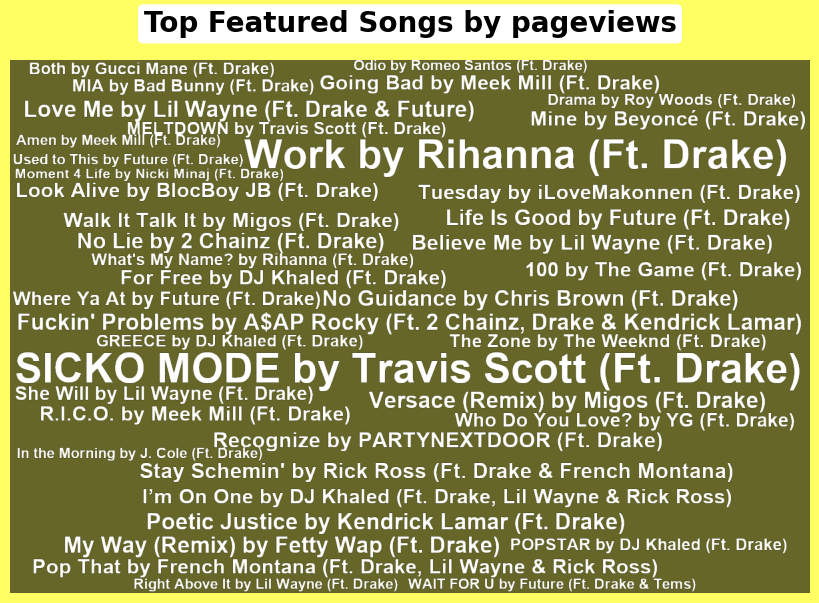 Top Featured Songs by pageviews
Both by Gucci Mane (Ft. Drake)
Odio by Romeo Santos (Ft. Drake)
MIA by Bad Bunny (Ft. Drake)
Going Bad by Meek Mill (Ft. Drake)
Drama by Roy Woods (Ft. Drake)
Love Me by Lil Wayne (Ft. Drake & Future)
Mine by Beyoncé (Ft. Drake)
MELTDOWN by Travis Scott (Ft. Drake)
Amen by Meek Mill (Ft. Drake)
Work by Rihanna (Ft. Drake)
Used to This by Future (Ft. Drake)
Moment 4 Life by Nicki Minaj (Ft. Drake)
Look Alive by BlocBoy JB (Ft. Drake)
Tuesday by iLoveMakonnen (Ft. Drake)
Walk It Talk It by Migos (Ft. Drake)
Life Is Good by Future (Ft. Drake)
No Lie by 2 Chainz (Ft. Drake)
Believe Me by Lil Wayne (Ft. Drake)
What's My Name? by Rihanna (Ft. Drake)
100 by The Game (Ft. Drake)
For Free by DJ Khaled (Ft. Drake)
Where Ya At by Future (Ft. Drake)
No Guidance by Chris Brown (Ft. Drake)
Fuckin' Problems by A$AP Rocky (Ft. 2 Chainz, Drake & Kendrick Lamar)
GREECE by DJ Khaled (Ft. Drake)
The Zone by The Weeknd (Ft. Drake)
SICKO MODE by Travis Scott (Ft. Drake)
She Will by Lil Wayne (Ft. Drake)
Versace (Remix) by Migos (Ft. Drake)
R.I.C.O. by Meek Mill (Ft. Drake)
Who Do You Love? by YG (Ft. Drake)
Recognize by PARTYNEXTDOOR (Ft. Drake)
In the Morning by J. Cole (Ft. Drake)
Stay Schemin' by Rick Ross (Ft. Drake & French Montana)
I’m On One by DJ Khaled (Ft. Drake, Lil Wayne & Rick Ross)
Poetic Justice by Kendrick Lamar (Ft. Drake)
My Way (Remix) by Fetty Wap (Ft. Drake)
POPSTAR by DJ Khaled (Ft. Drake)
Pop That by French Montana (Ft. Drake, Lil Wayne & Rick Ross)
Right Above It by Lil Wayne (Ft. Drake)
WAIT FOR U by Future (Ft. Drake & Tems)